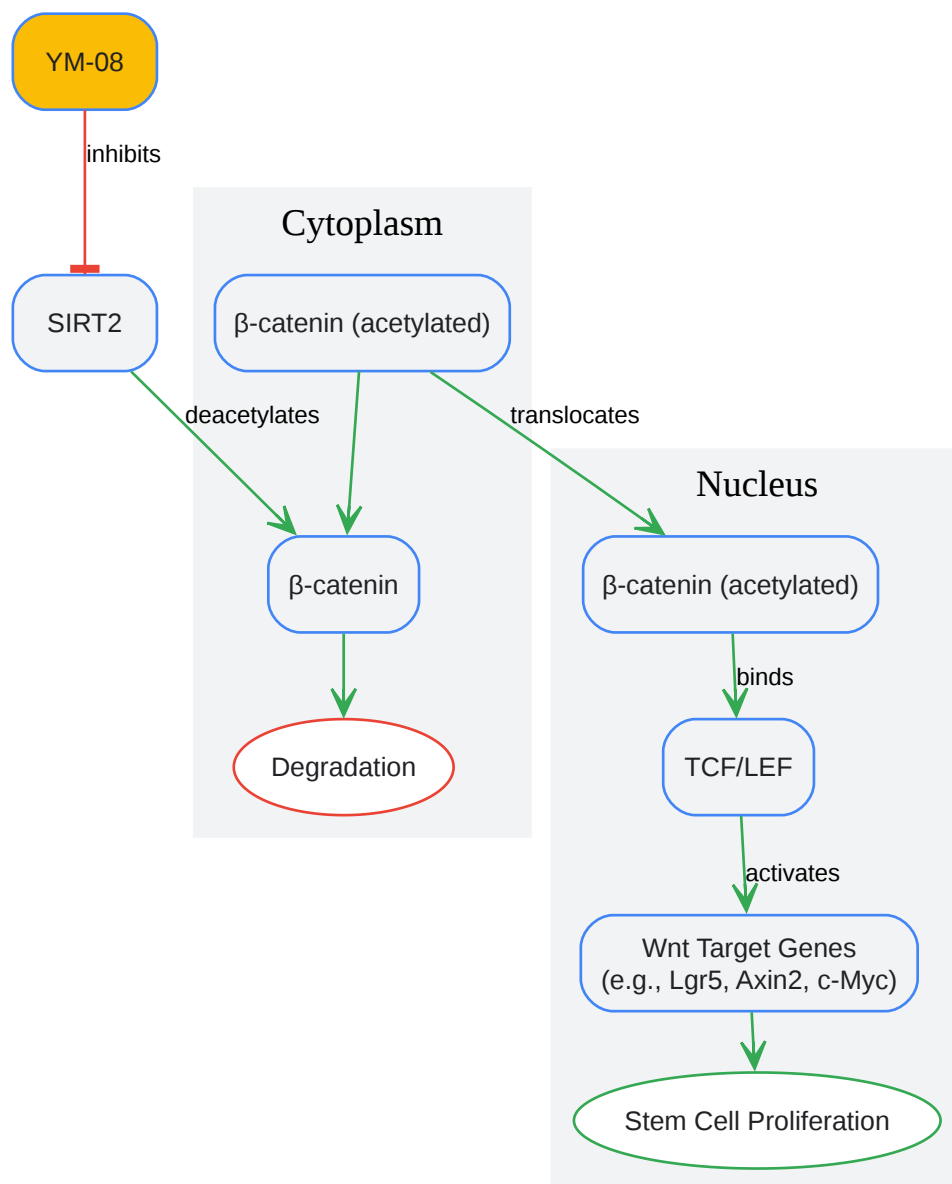 YM-08
inhibits
Cytoplasm
SIRT2
β-catenin (acetylated)
deacetylates
translocates
Nucleus
β-catenin
β-catenin (acetylated)
binds
Degradation
TCF/LEF
activates
Wnt Target Genes
(e.g., Lgr5, Axin2, c-Myc)
Stem Cell Proliferation